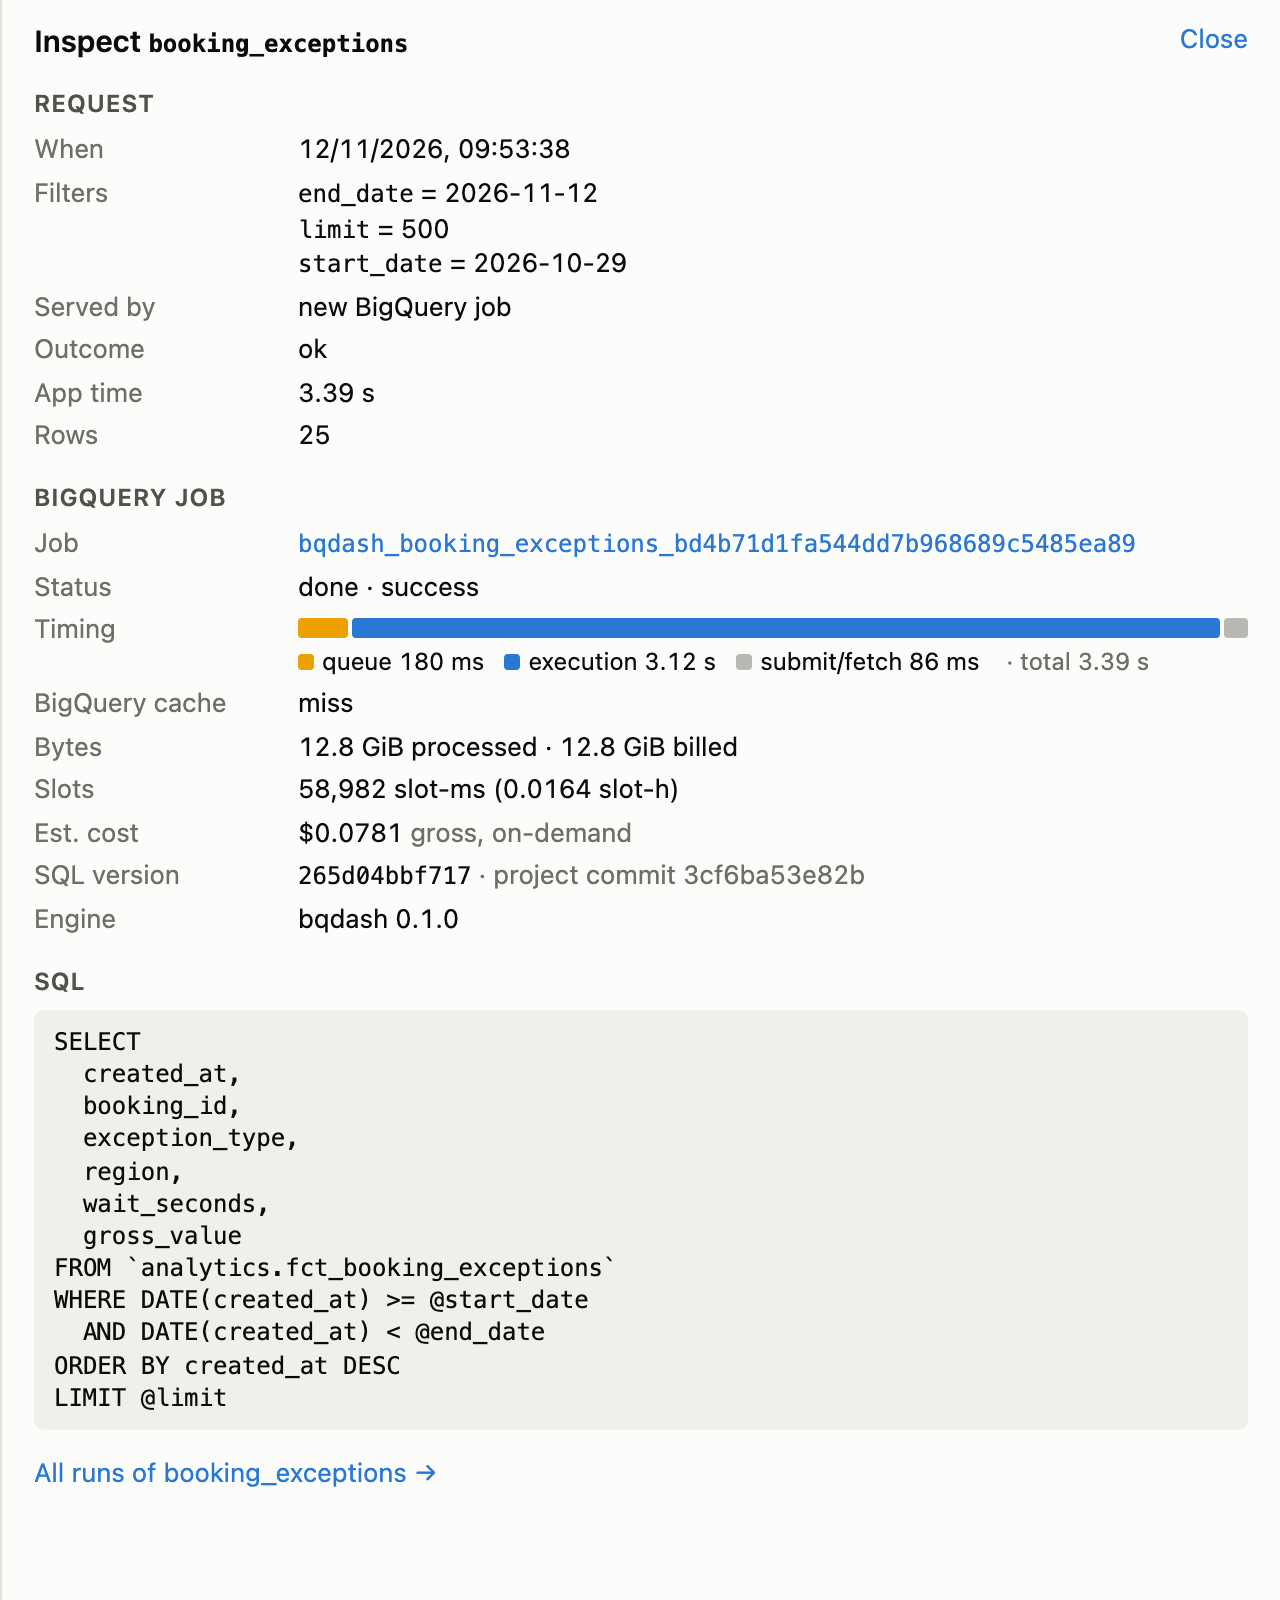 Inspect booking_exceptions
Close
REQUEST
When 12/11/2026, 09:53:38
Filters end_date = 2026-11-12
limit = 500
start_date = 2026-10-29
Served by new BigQuery job
Outcome ok
App time 3.39 s
Rows 25
BIGQUERY JOB
Job bqdash_booking_exceptions_bd4b71d1fa544dd7b968689c5485ea89
Status done · success
Timing
queue 180 ms execution 3.12 s submit/fetch 86 ms · total 3.39 s
BigQuery cache miss
Bytes 12.8 GiB processed · 12.8 GiB billed
Slots 58,982 slot-ms (0.0164 slot-h)
Est. cost $0.0781 gross, on-demand
SQL version 265d04bbf717 · project commit 3cf6ba53e82b
Engine bqdash 0.1.0
SQL
SELECT
  created_at,
  booking_id,
  exception_type,
  region,
  wait_seconds,
  gross_value
FROM `analytics.fct_booking_exceptions`
WHERE DATE(created_at) >= @start_date
  AND DATE(created_at) < @end_date
ORDER BY created_at DESC
LIMIT @limit
All runs of booking_exceptions →